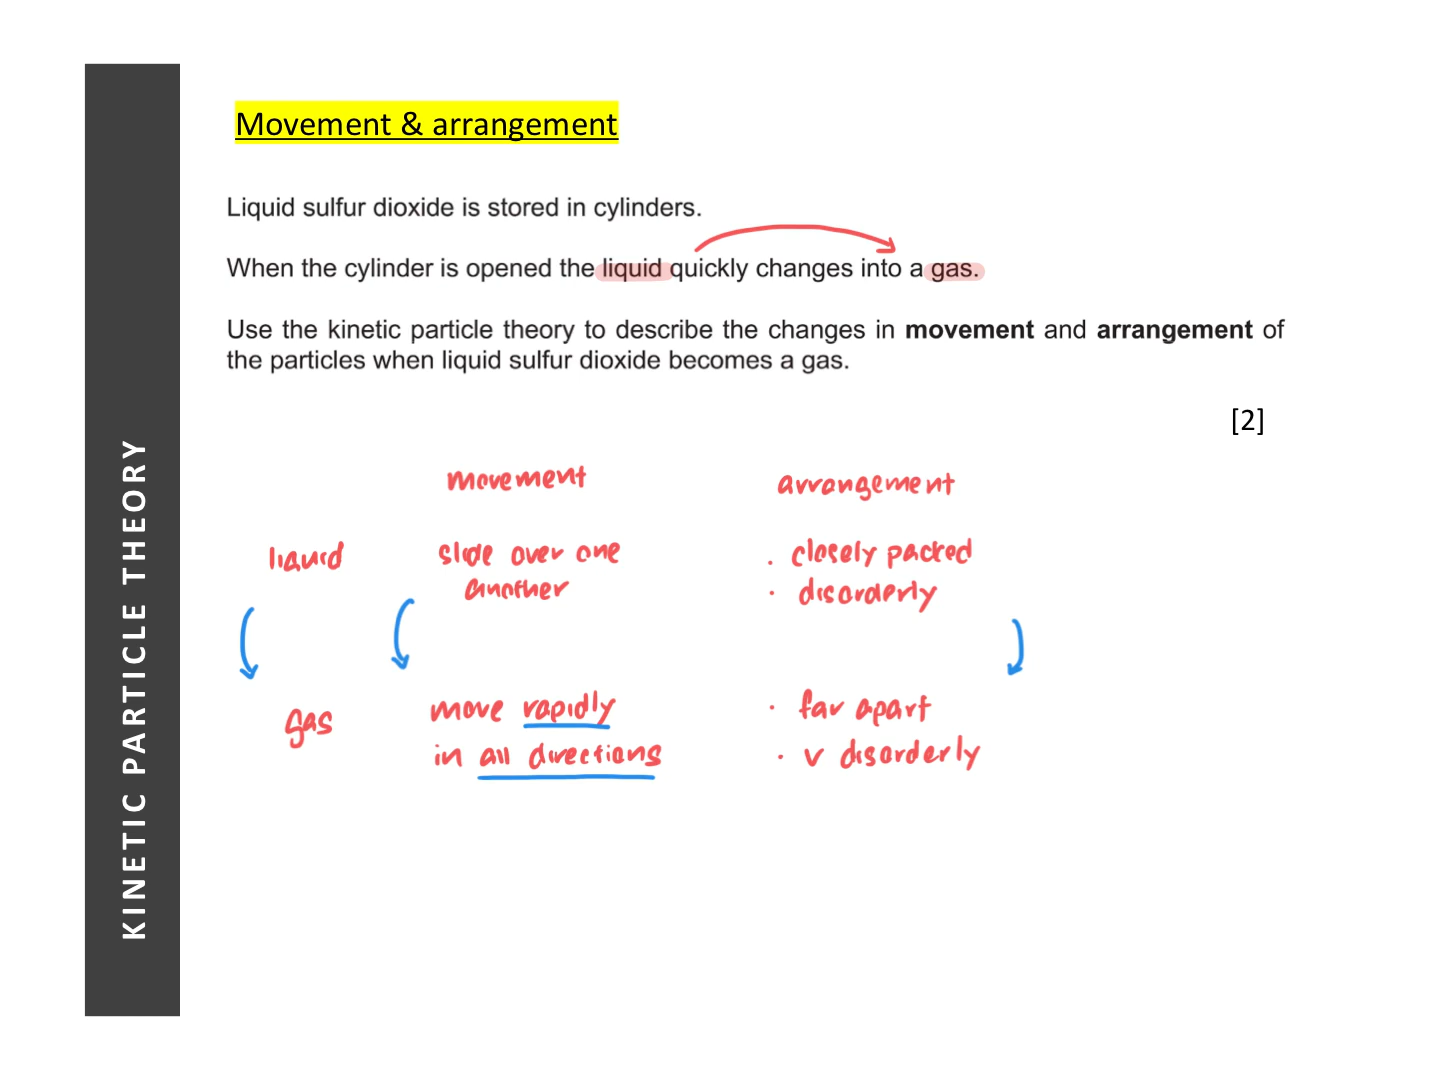 KINETIC PARTICLE THEORY
Movement & arrangement
Liquid sulfur dioxide is stored in cylinders.
When the cylinder is opened the liquid quickly changes into a gas.
Use the kinetic particle theory to describe the changes in movement and arrangement of
the particles when liquid sulfur dioxide becomes a gas.
[2]
movement arrangement
liquid slide over one · closely packed
another · disorderly
gas move rapidly · far apart
in all directions · v disorderly